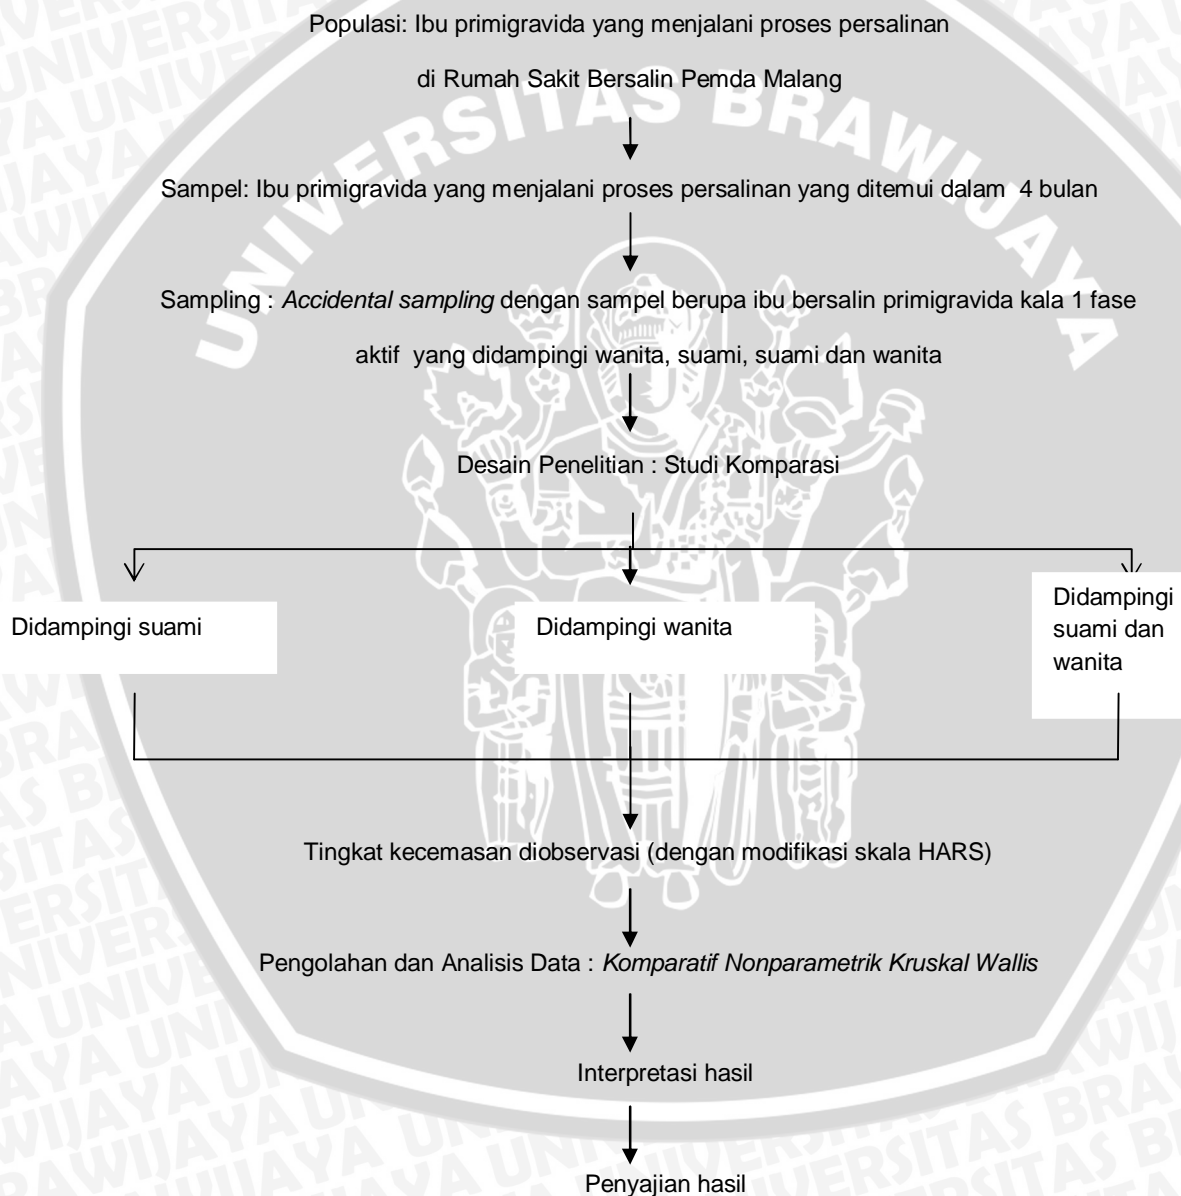 Populasi: Ibu primigravida yang menjalani proses persalinan
di Rumah Sakit Bersalin Pemda Malang
UNIVERSITAS BRAWIJAYA
Sampel: Ibu primigravida yang menjalani proses persalinan yang ditemui dalam 4 bulan
Sampling : Accidental sampling dengan sampel berupa ibu bersalin primigravida kala 1 fase
aktif yang didampingi wanita, suami, suami dan wanita
Desain Penelitian : Studi Komparasi
Didampingi suami
Didampingi wanita
Didampingi
suami dan
wanita
Tingkat kecemasan diobservasi (dengan modifikasi skala HARS)
Pengolahan dan Analisis Data : Komparatif Nonparametrik Kruskal Wallis
Interpretasi hasil
Penyajian hasil